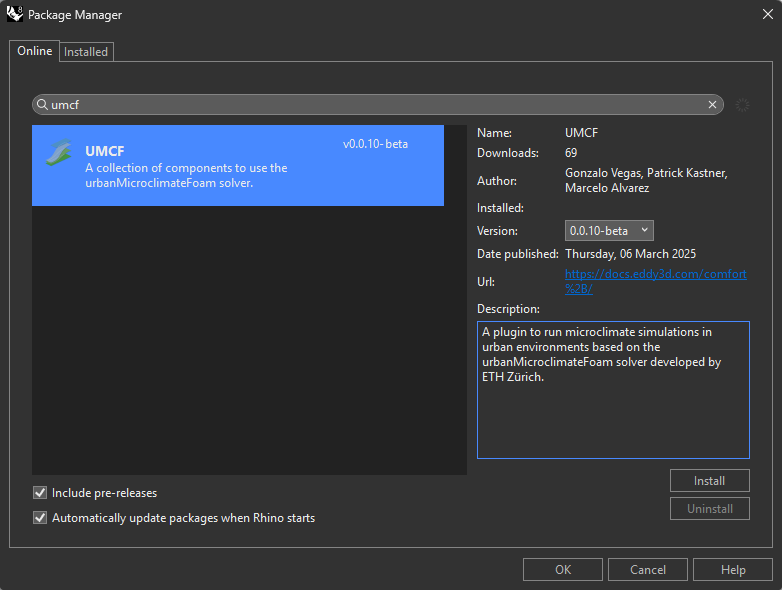 Package Manager
Online
Installed
umcf
UMCF
v0.0.10-beta
A collection of components to use the
urbanMicroclimateFoam solver.
Name: UMCF
Downloads: 69
Author: Gonzalo Vegas, Patrick Kastner,
Marcelo Alvarez
Installed:
Version: 0.0.10-beta
Date published: Thursday, 06 March 2025
Url: https://docs.eddy3d.com/comfort
%2B/
Description:
A plugin to run microclimate simulations in
urban environments based on the
urbanMicroclimateFoam solver developed by
ETH Zürich.
Install
Uninstall
Include pre-releases
Automatically update packages when Rhino starts
OK
Cancel
Help